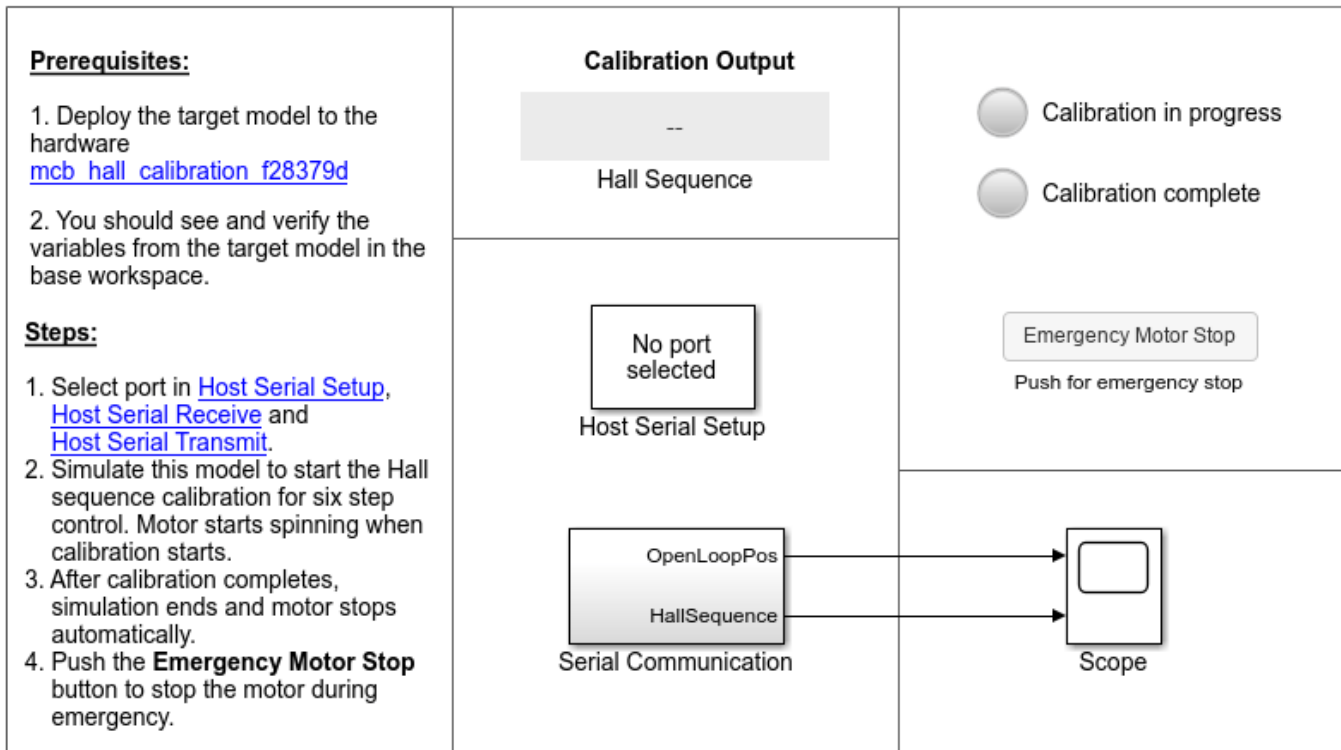 Prerequisites:
1. Deploy the target model to the
hardware
mcb_hall_calibration_f28379d
2. You should see and verify the
variables from the target model in the
base workspace.
Steps:
1. Select port in Host Serial Setup,
Host Serial Receive and
Host Serial Transmit.
2. Simulate this model to start the Hall
sequence calibration for six step
control. Motor starts spinning when
calibration starts.
3. After calibration completes,
simulation ends and motor stops
automatically.
4. Push the Emergency Motor Stop
button to stop the motor during
emergency.
Calibration Output
--
Hall Sequence
No port
selected
Host Serial Setup
OpenLoopPos
HallSequence
Serial Communication
Calibration in progress
Calibration complete
Emergency Motor Stop
Push for emergency stop
Scope